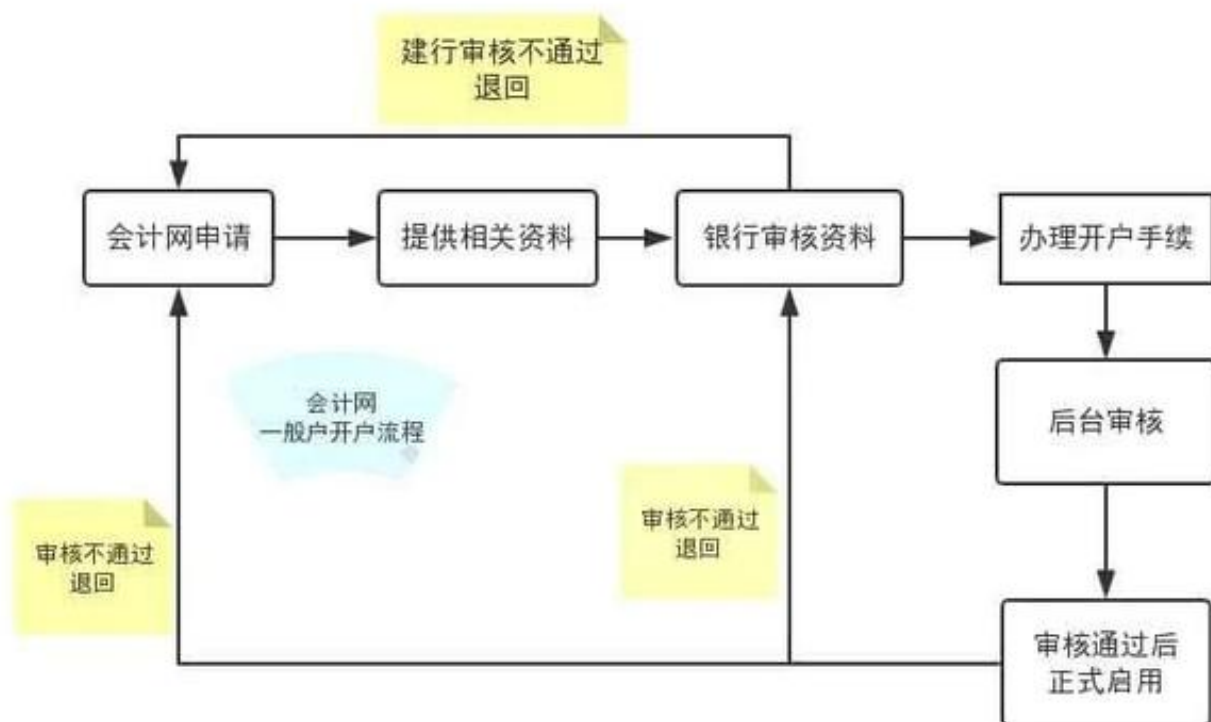 建行审核不通过
退回
会计网申请
提供相关资料
银行审核资料
办理开户手续
会计网
一般户开户流程
后台审核
审核不通过
退回
审核不通过
退回
审核通过后
正式启用